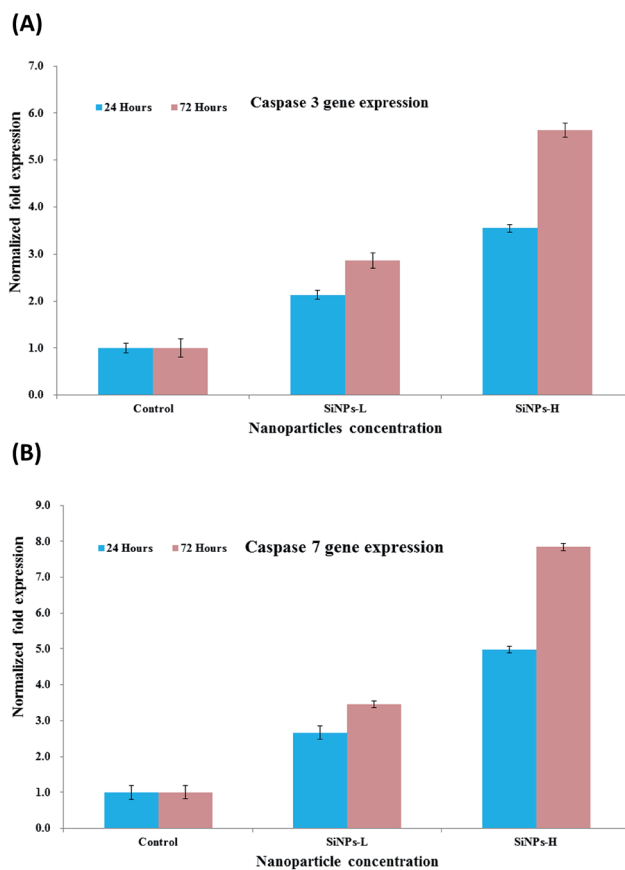 (A)
7.0
6.0
5.0
4.0
3.0
2.0
1.0
0.0
Normalized fold expression
24 Hours 72 Hours Caspase 3 gene expression
Control SiNPs-L SiNPs-H
Nanoparticles concentration
(B)
9.0
8.0
7.0
6.0
5.0
4.0
3.0
2.0
1.0
0.0
Normalized fold expression
24 Hours 72 Hours Caspase 7 gene expression
Control SiNPs-L SiNPs-H
Nanoparticle concentration